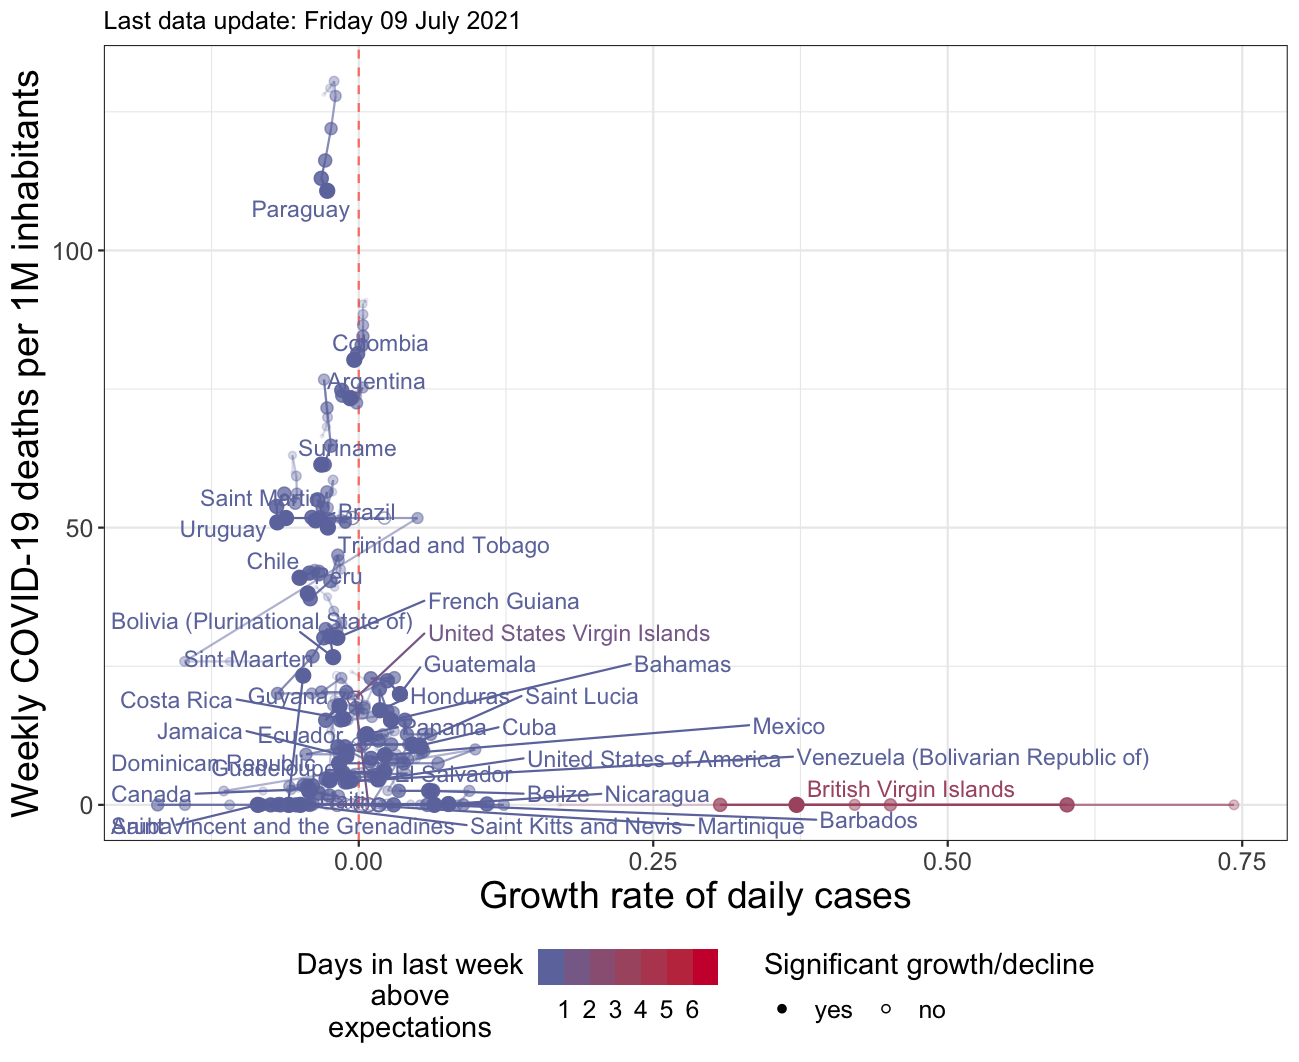 Last data update: Friday 09 July 2021
Weekly COVID-19 deaths per 1M inhabitants
100
50
0
Paraguay
Colombia
Argentina
Suriname
Saint Martin
Brazil
Uruguay
Trinidad and Tobago
Chile
Peru
French Guiana
Bolivia (Plurinational State of)
United States Virgin Islands
Sint Maarten
Guatemala
Bahamas
Costa Rica
Guyana
Honduras
Saint Lucia
Jamaica
Ecuador
Panama
Cuba
Mexico
Dominican Republic
Guadeloupe
El Salvador
United States of America
Venezuela (Bolivarian Republic of)
Canada
Haiti
Belize
Nicaragua
British Virgin Islands
Aruba
Saint Vincent and the Grenadines
Saint Kitts and Nevis
Martinique
Barbados
0.00
0.25
0.50
0.75
Growth rate of daily cases
Days in last week
above
expectations
1 2 3 4 5 6
Significant growth/decline
yes
no